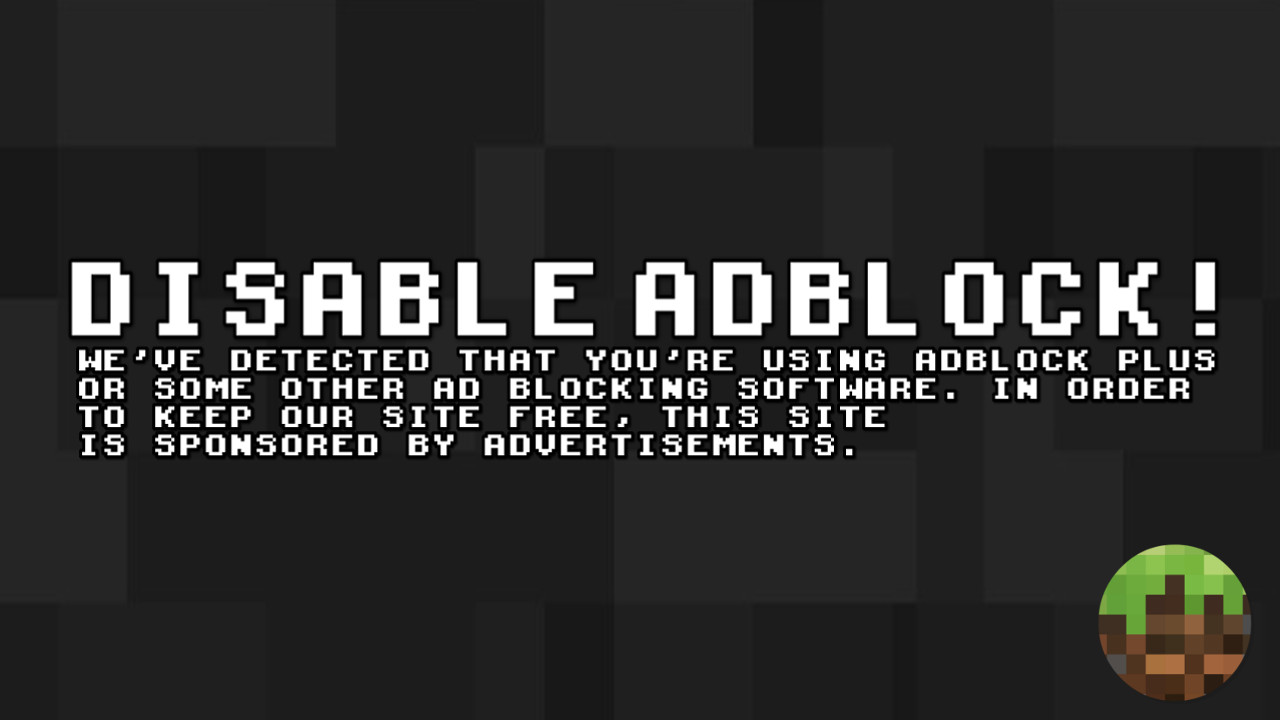 DISABLE ADBLOCK!
WE'VE DETECTED THAT YOU'RE USING ADBLOCK PLUS
OR SOME OTHER AD BLOCKING SOFTWARE. IN ORDER
TO KEEP OUR SITE FREE, THIS SITE
IS SPONSORED BY ADVERTISEMENTS.